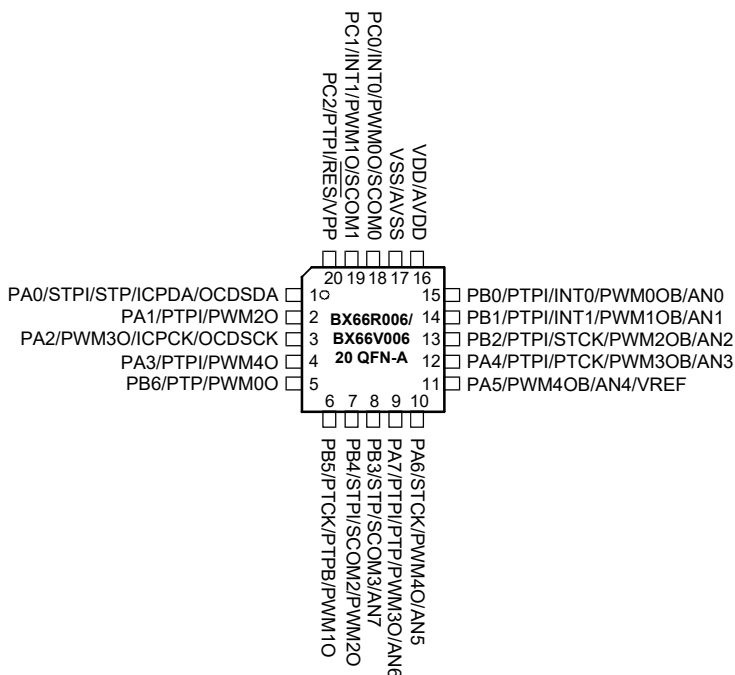 PC2/PTPI/RES/VPP
PC1/INT1/PWM1O/SCOM1
PC0/INT0/PWM0O/SCOM0
VSS/AVSS
VDD/AVDD
20 19 18 17 16
PA0/STPI/STP/ICPDA/OCDSDA 1
PA1/PTPI/PWM2O 2
PA2/PWM3O/ICPCK/OCDSCK 3
PA3/PTPI/PWM4O 4
PB6/PTP/PWM0O 5
BX66R006/
BX66V006
20 QFN-A
15 PB0/PTPI/INT0/PWM0OB/AN0
14 PB1/PTPI/INT1/PWM1OB/AN1
13 PB2/PTPI/STCK/PWM2OB/AN2
12 PA4/PTPI/PTCK/PWM3OB/AN3
11 PA5/PWM4OB/AN4/VREF
6 7 8 9 10
PB5/PTCK/PTPB/PWM1O
PB4/STPI/SCOM2/PWM2O
PB3/STP/SCOM3/AN7
PA7/PTPI/PTP/PWM3O/AN6
PA6/STCK/PWM4O/AN5